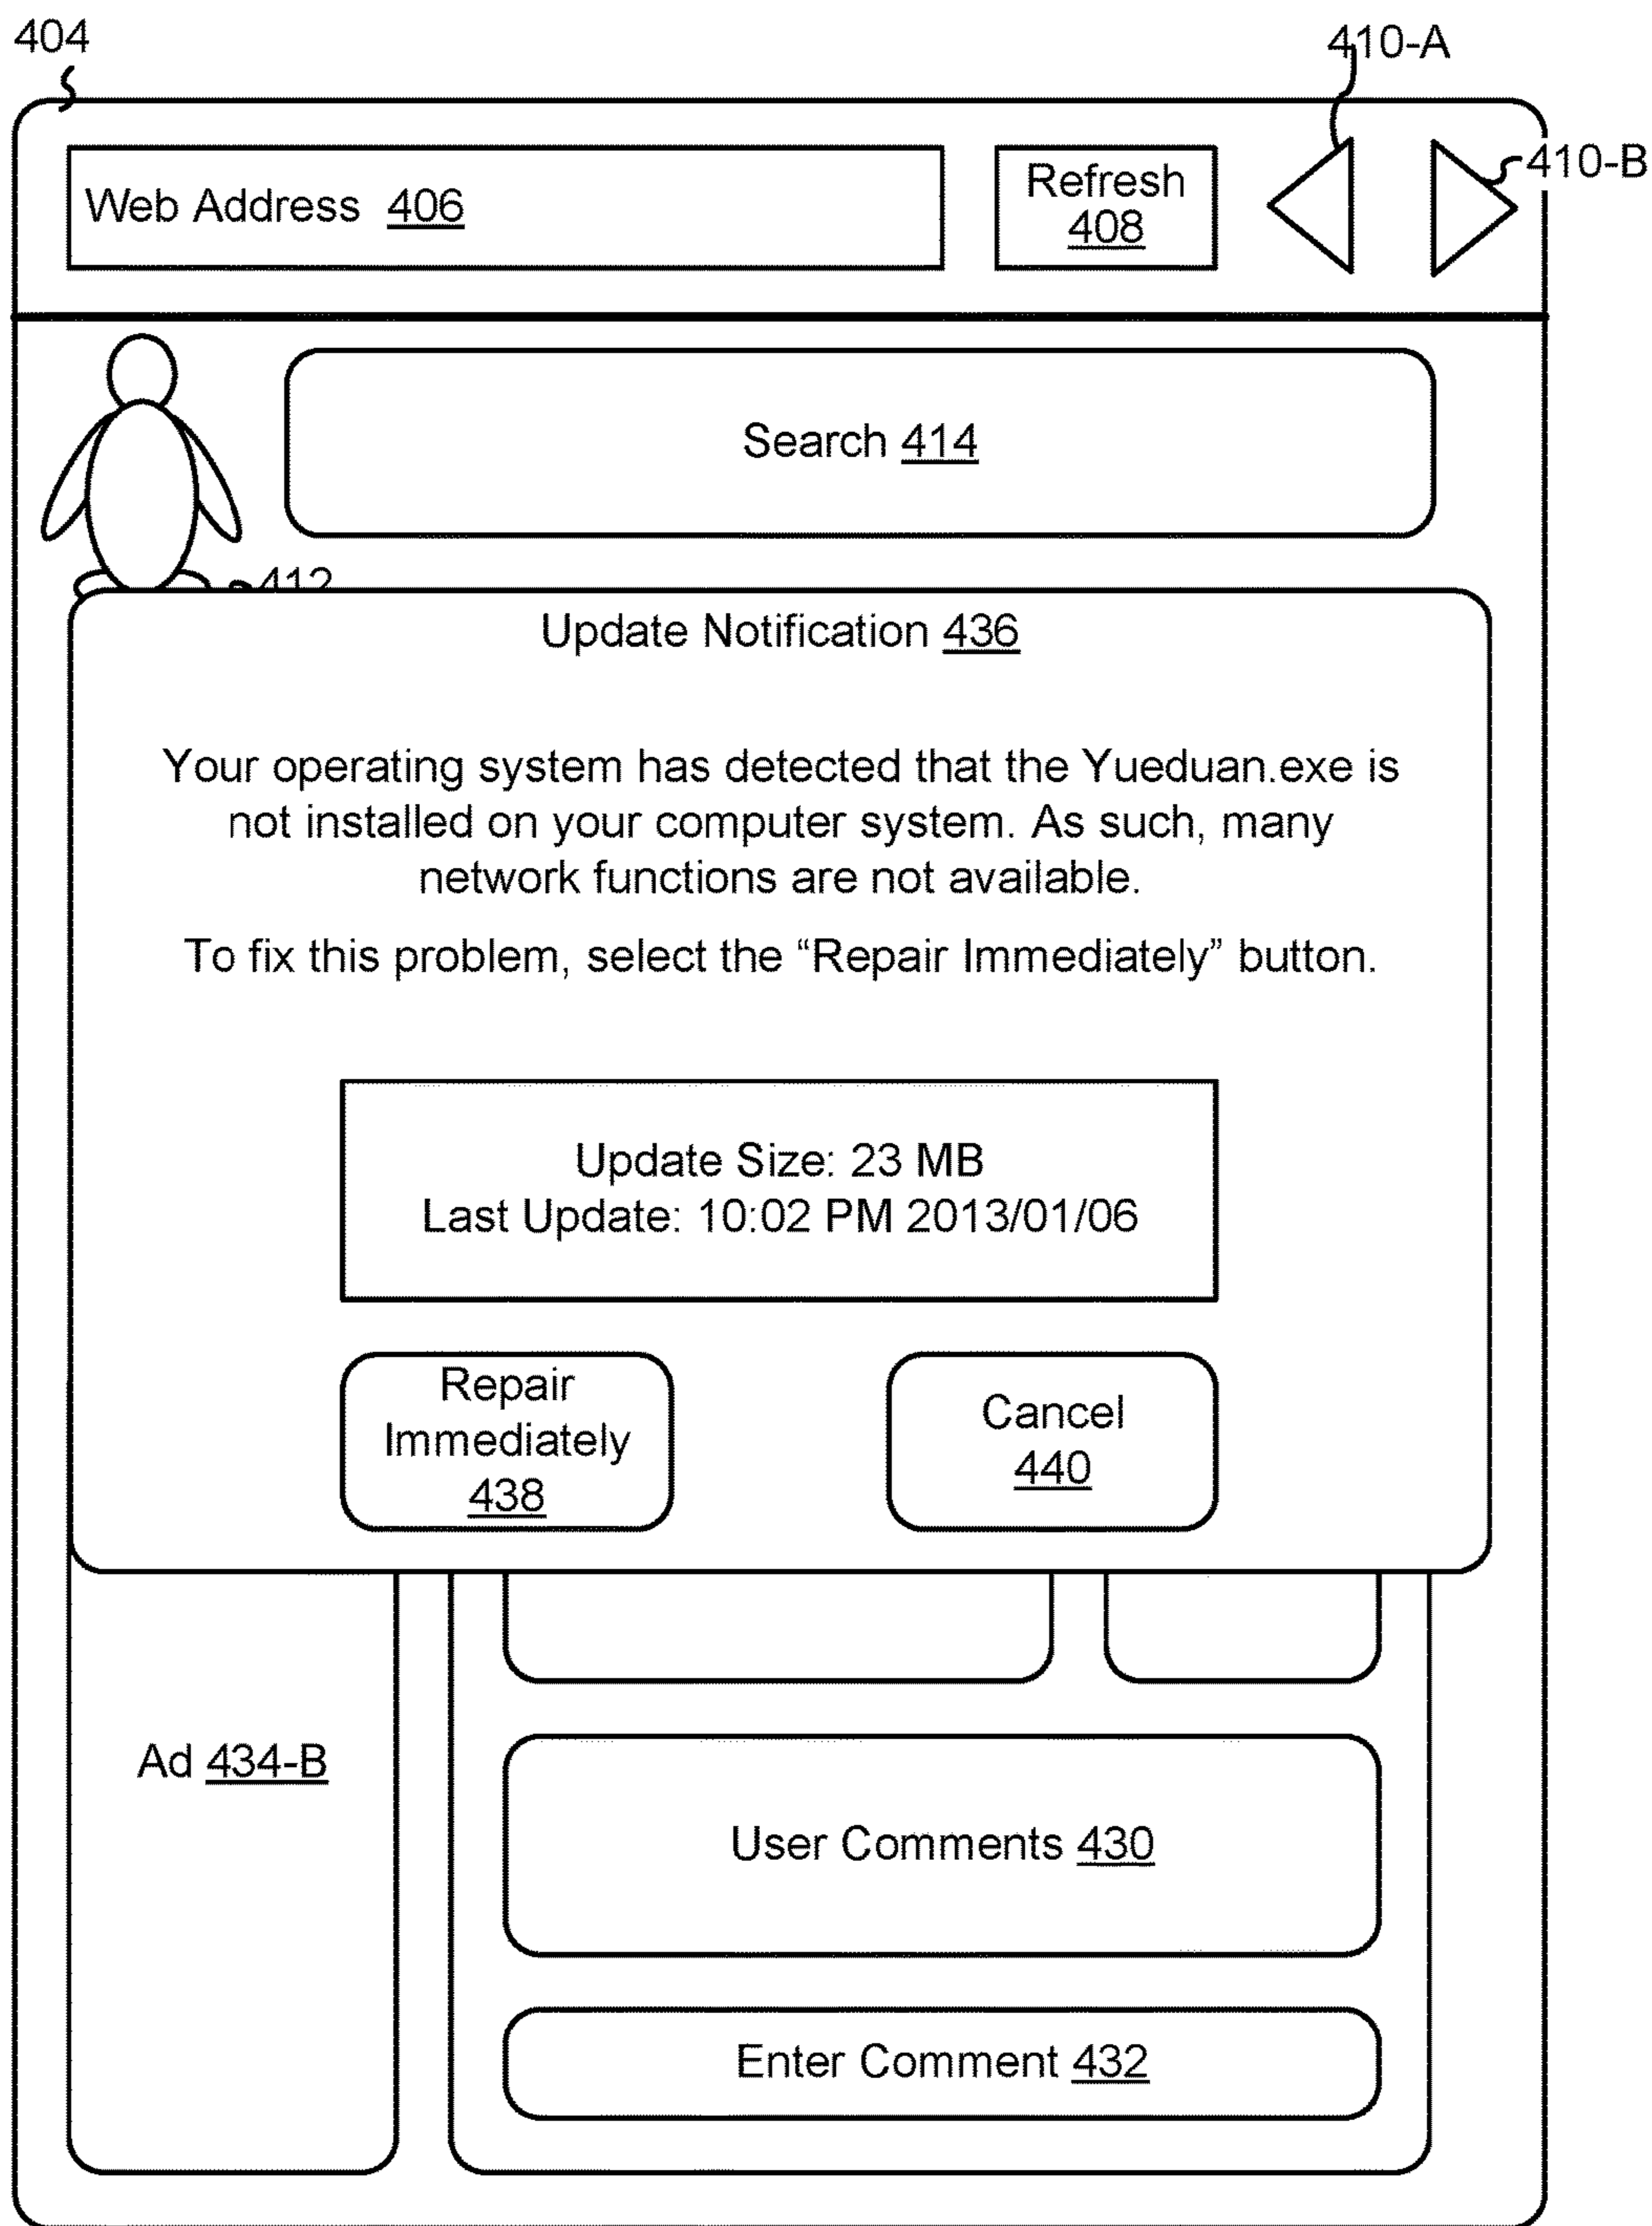 404
410-A
Web Address 406
Refresh
408
410-B
Search 414
412
Update Notification 436
Your operating system has detected that the Yueduan.exe is
not installed on your computer system. As such, many
network functions are not available.
To fix this problem, select the “Repair Immediately” button.
Update Size: 23 MB
Last Update: 10:02 PM 2013/01/06
Repair
Immediately
438
Cancel
440
Ad 434-B
User Comments 430
Enter Comment 432